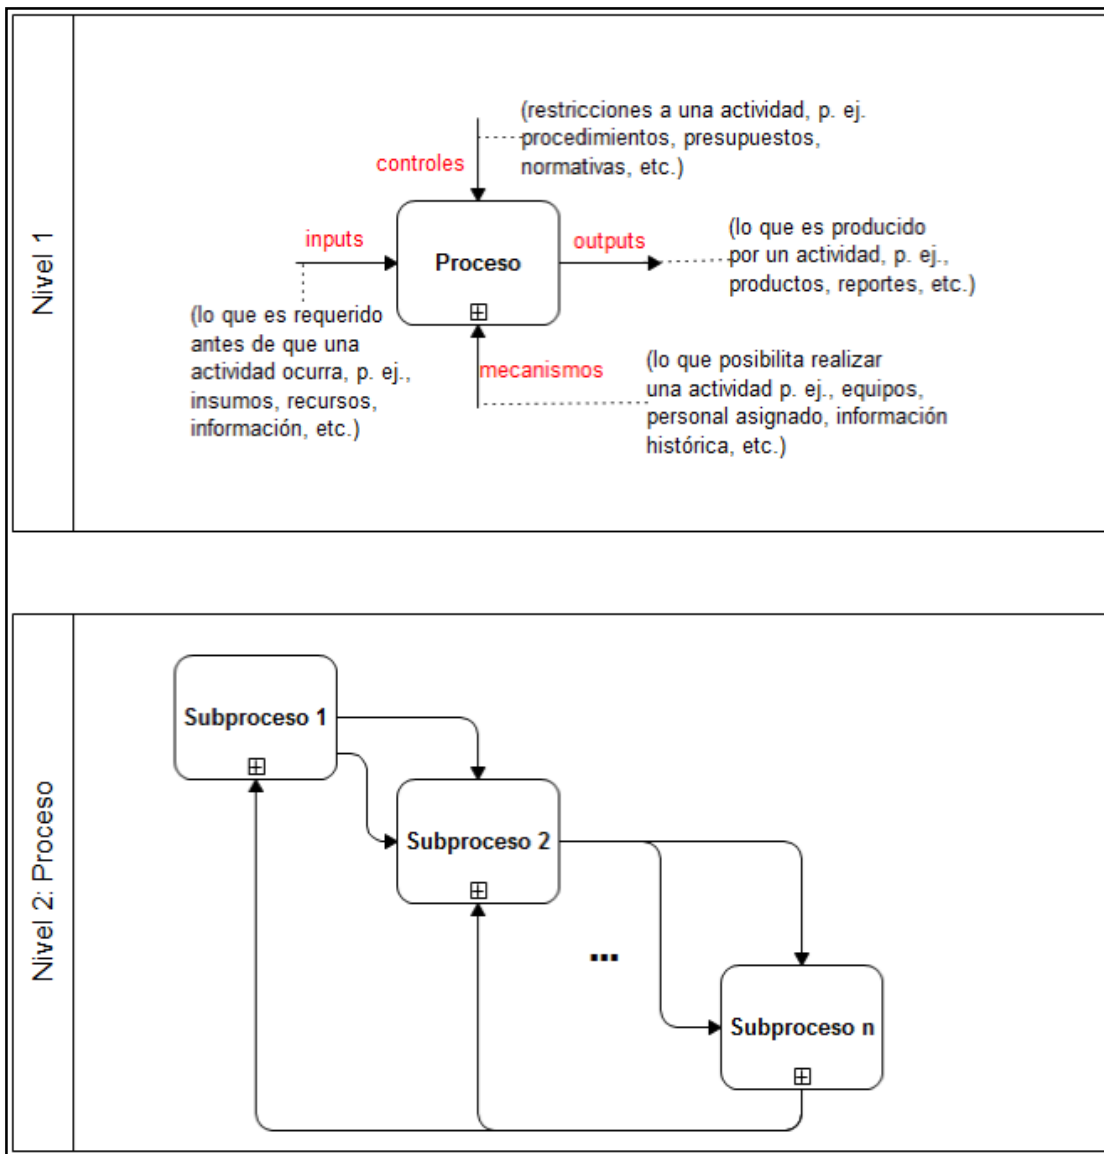 Nivel 1
(restricciones a una actividad, p. ej.
procedimientos, presupuestos,
normativas, etc.)
controles
inputs
Proceso
outputs
(lo que es producido
por un actividad, p. ej.,
productos, reportes, etc.)
(lo que es requerido
antes de que una
actividad ocurra, p. ej.,
insumos, recursos,
información, etc.)
mecanismos
(lo que posibilita realizar
una actividad p. ej., equipos,
personal asignado, información
histórica, etc.)
Nivel 2: Proceso
Subproceso 1
Subproceso 2
...
Subproceso n